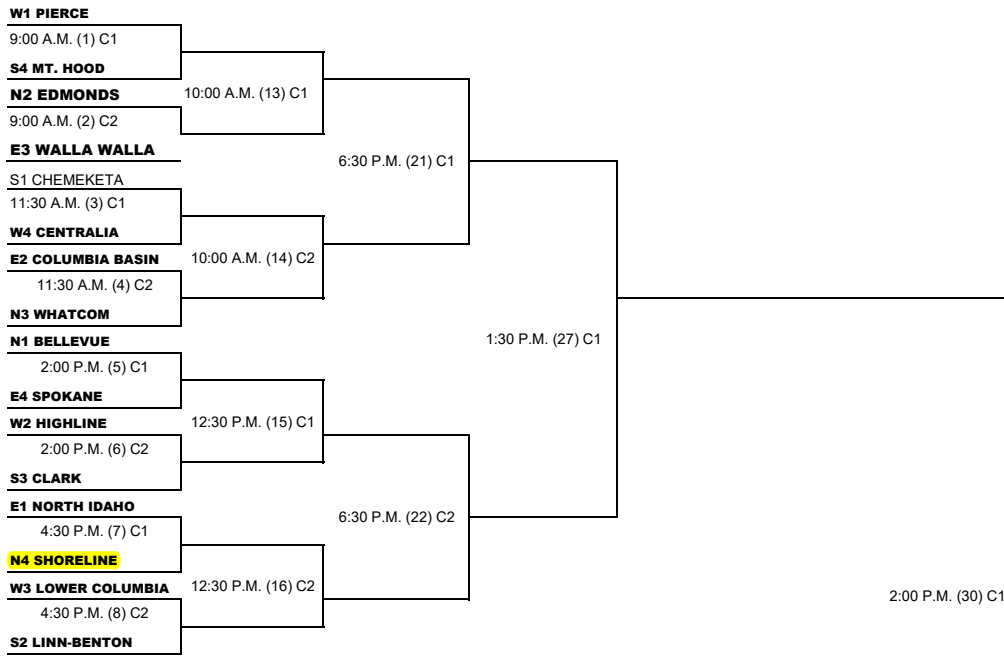 W1 PIERCE
9:00 A.M. (1) C1
S4 MT. HOOD
N2 EDMONDS
10:00 A.M. (13) C1
9:00 A.M. (2) C2
E3 WALLA WALLA
6:30 P.M. (21) C1
S1 CHEMEKETA
11:30 A.M. (3) C1
W4 CENTRALIA
E2 COLUMBIA BASIN
10:00 A.M. (14) C2
11:30 A.M. (4) C2
N3 WHATCOM
N1 BELLEVUE
1:30 P.M. (27) C1
2:00 P.M. (5) C1
E4 SPOKANE
W2 HIGHLINE
12:30 P.M. (15) C1
2:00 P.M. (6) C2
S3 CLARK
E1 NORTH IDAHO
6:30 P.M. (22) C2
4:30 P.M. (7) C1
N4 SHORELINE
W3 LOWER COLUMBIA
12:30 P.M. (16) C2
2:00 P.M. (30) C1
4:30 P.M. (8) C2
S2 LINN-BENTON